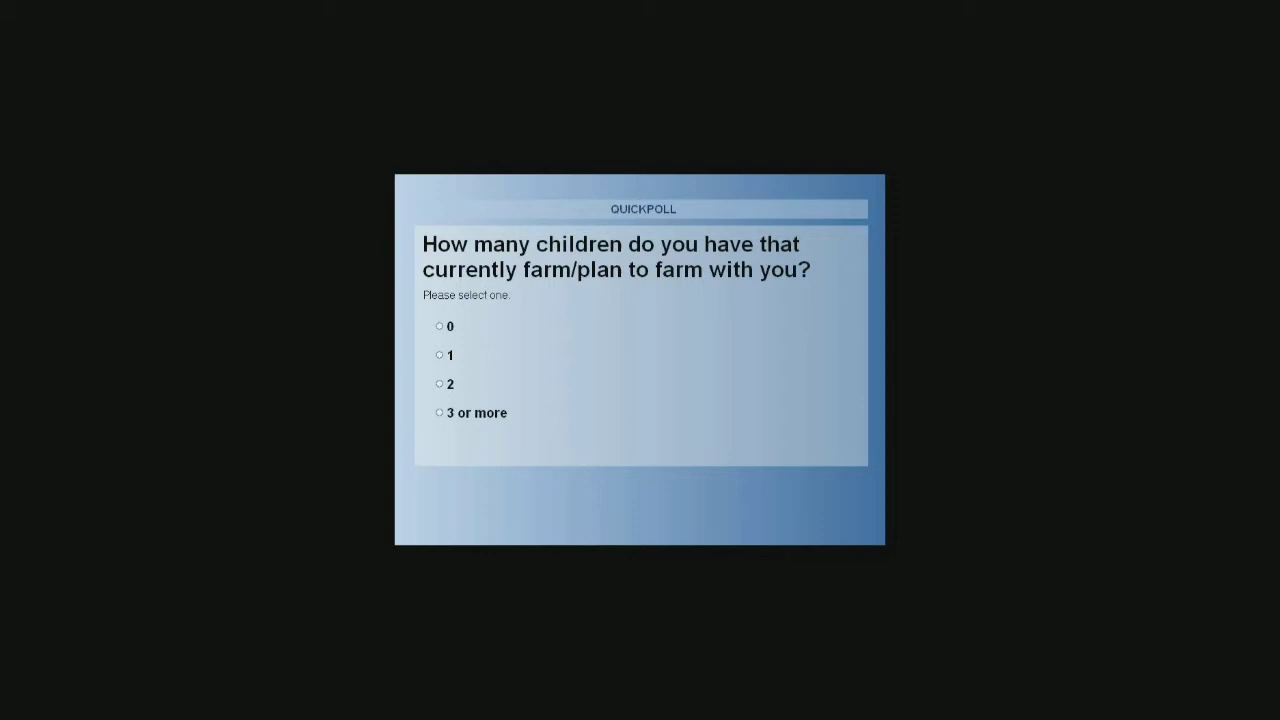 QUICKPOLL
How many children do you have that
currently farm/plan to farm with you?
Please select one:
0
1
2
3 or more